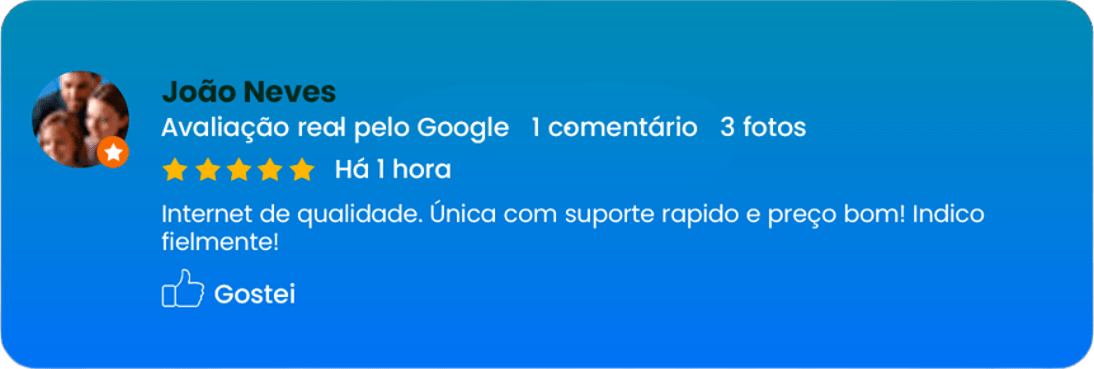 João Neves
Avaliação real pelo Google 1 comentário 3 fotos
Há 1 hora
Internet de qualidade. Única com suporte rapido e preço bom! Indico
fielmente!
Gostei